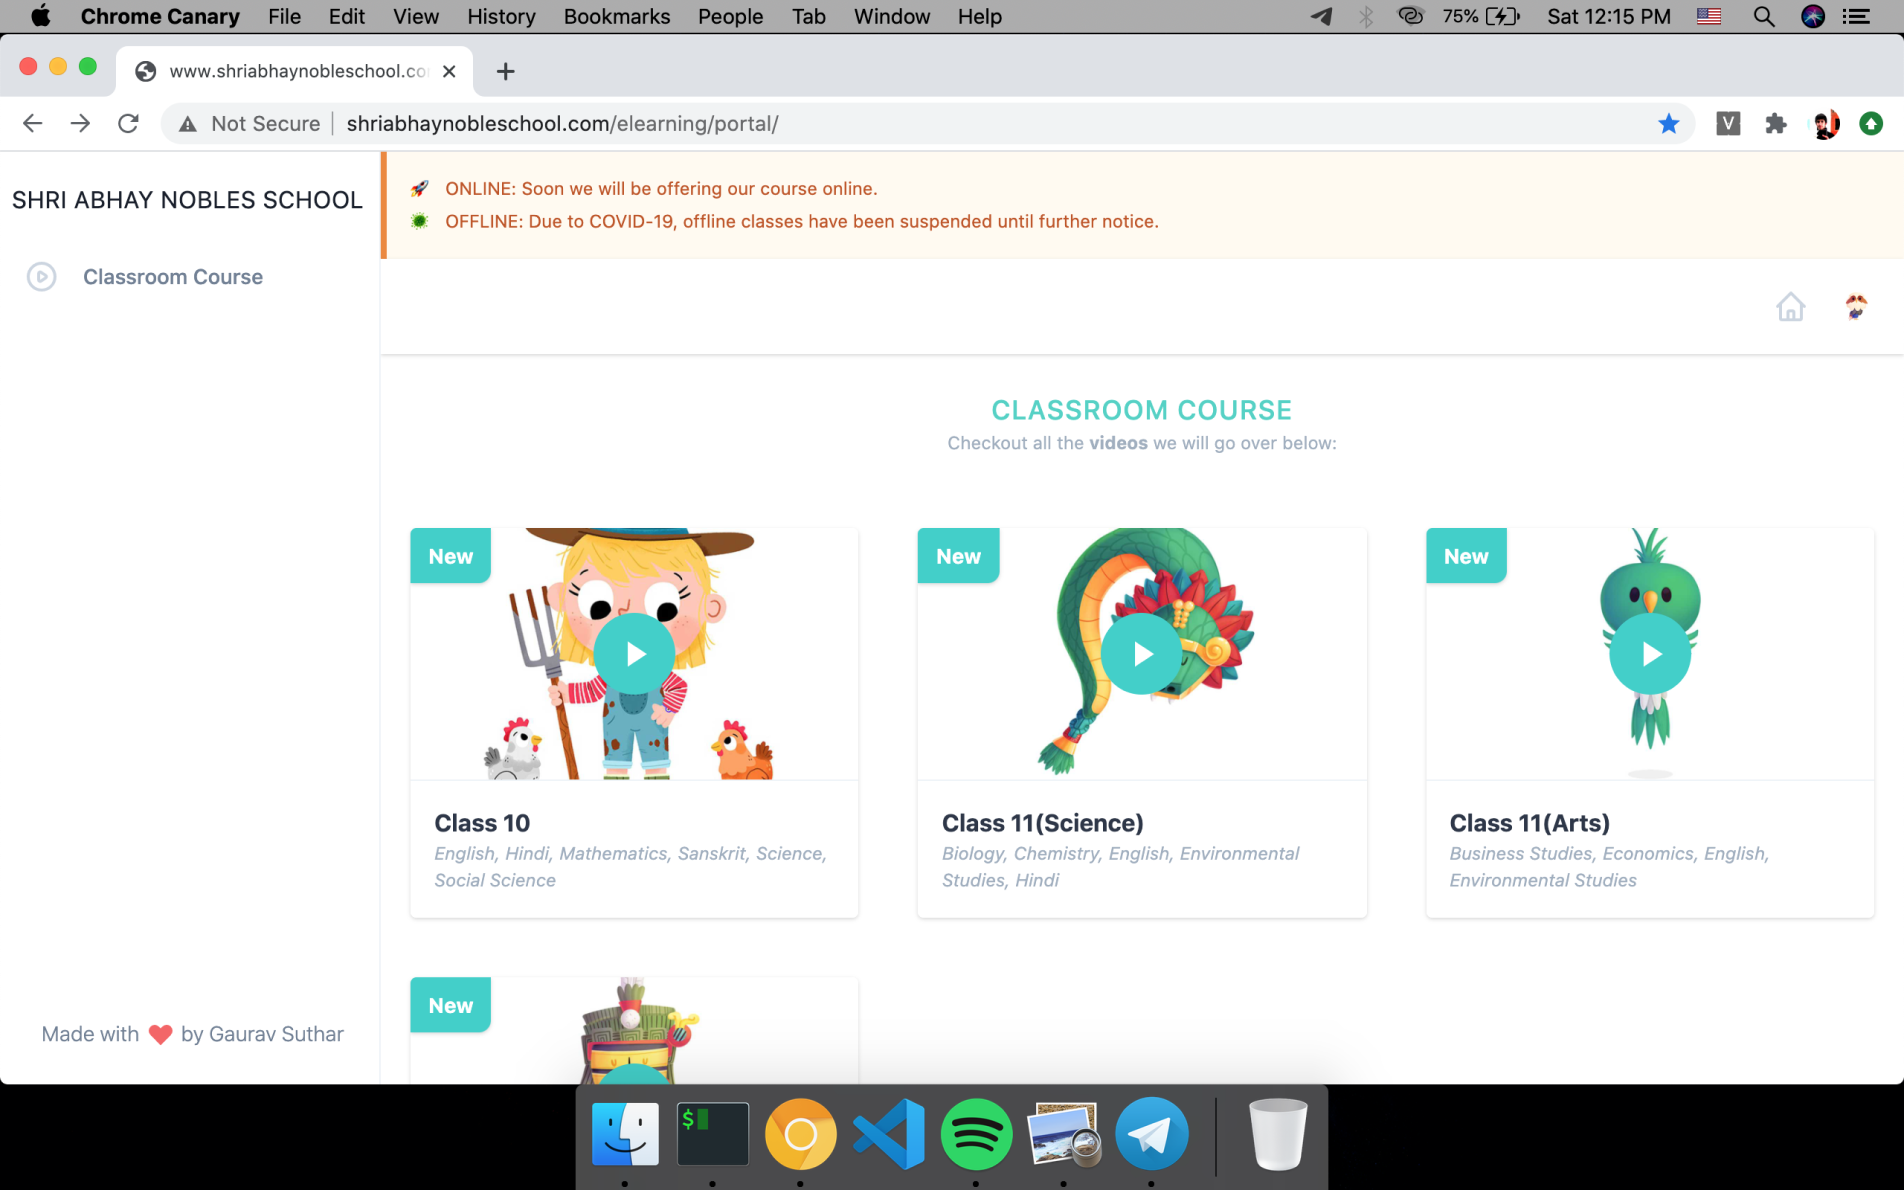 Chrome Canary File Edit View History Bookmarks People Tab Window Help 75% Sat 12:15 PM
www.shriabhaynobleschool.co
Not Secure shriabhaynobleschool.com/elearning/portal/
V
SHRI ABHAY NOBLES SCHOOL
Classroom Course
ONLINE: Soon we will be offering our course online.
OFFLINE: Due to COVID-19, offline classes have been suspended until further notice.
CLASSROOM COURSE
Checkout all the videos we will go over below:
New
Class 10
English, Hindi, Mathematics, Sanskrit, Science,
Social Science
New
Class 11(Science)
Biology, Chemistry, English, Environmental
Studies, Hindi
New
Class 11(Arts)
Business Studies, Economics, English,
Environmental Studies
New
Made with ❤ by Gaurav Suthar
$